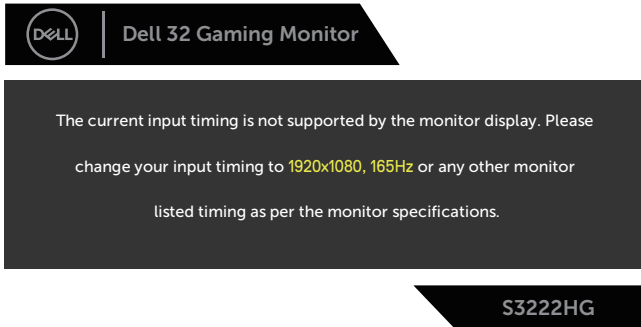 DELL
Dell 32 Gaming Monitor
The current input timing is not supported by the monitor display. Please
change your input timing to 1920x1080, 165Hz or any other monitor
listed timing as per the monitor specifications.
S3222HG